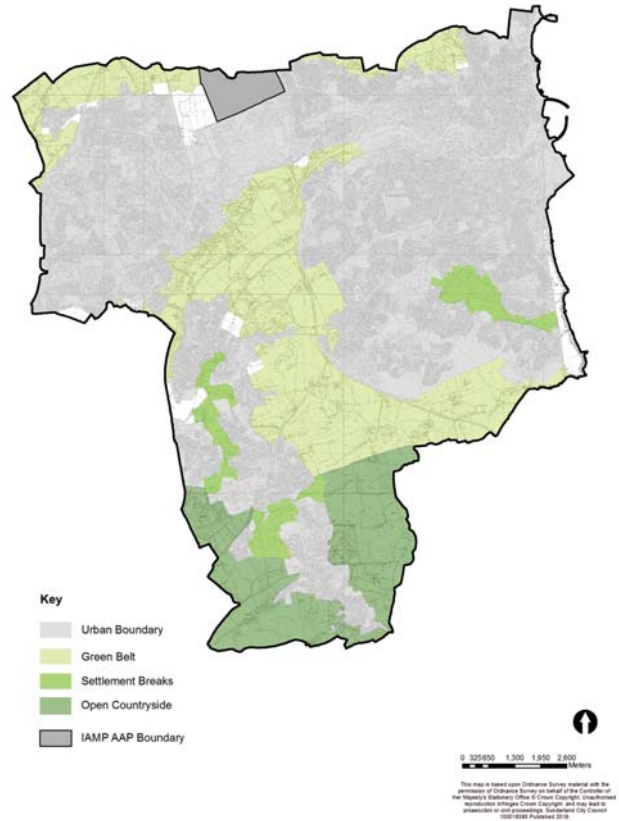 Key
Urban Boundary
Green Belt
Settlement Breaks
Open Countryside
IAMP AAP Boundary
0 325650 1,300 1,950 2,600
Meters
This map is based upon Ordnance Survey material with the
permission of Ordnance Survey on behalf of the Controller of
Her Majesty's Stationery Office © Crown Copyright. Unauthorised
reproduction infringes Crown Copyright and may lead to
prosecution or civil proceedings. Sunderland City Council
Published 2018.